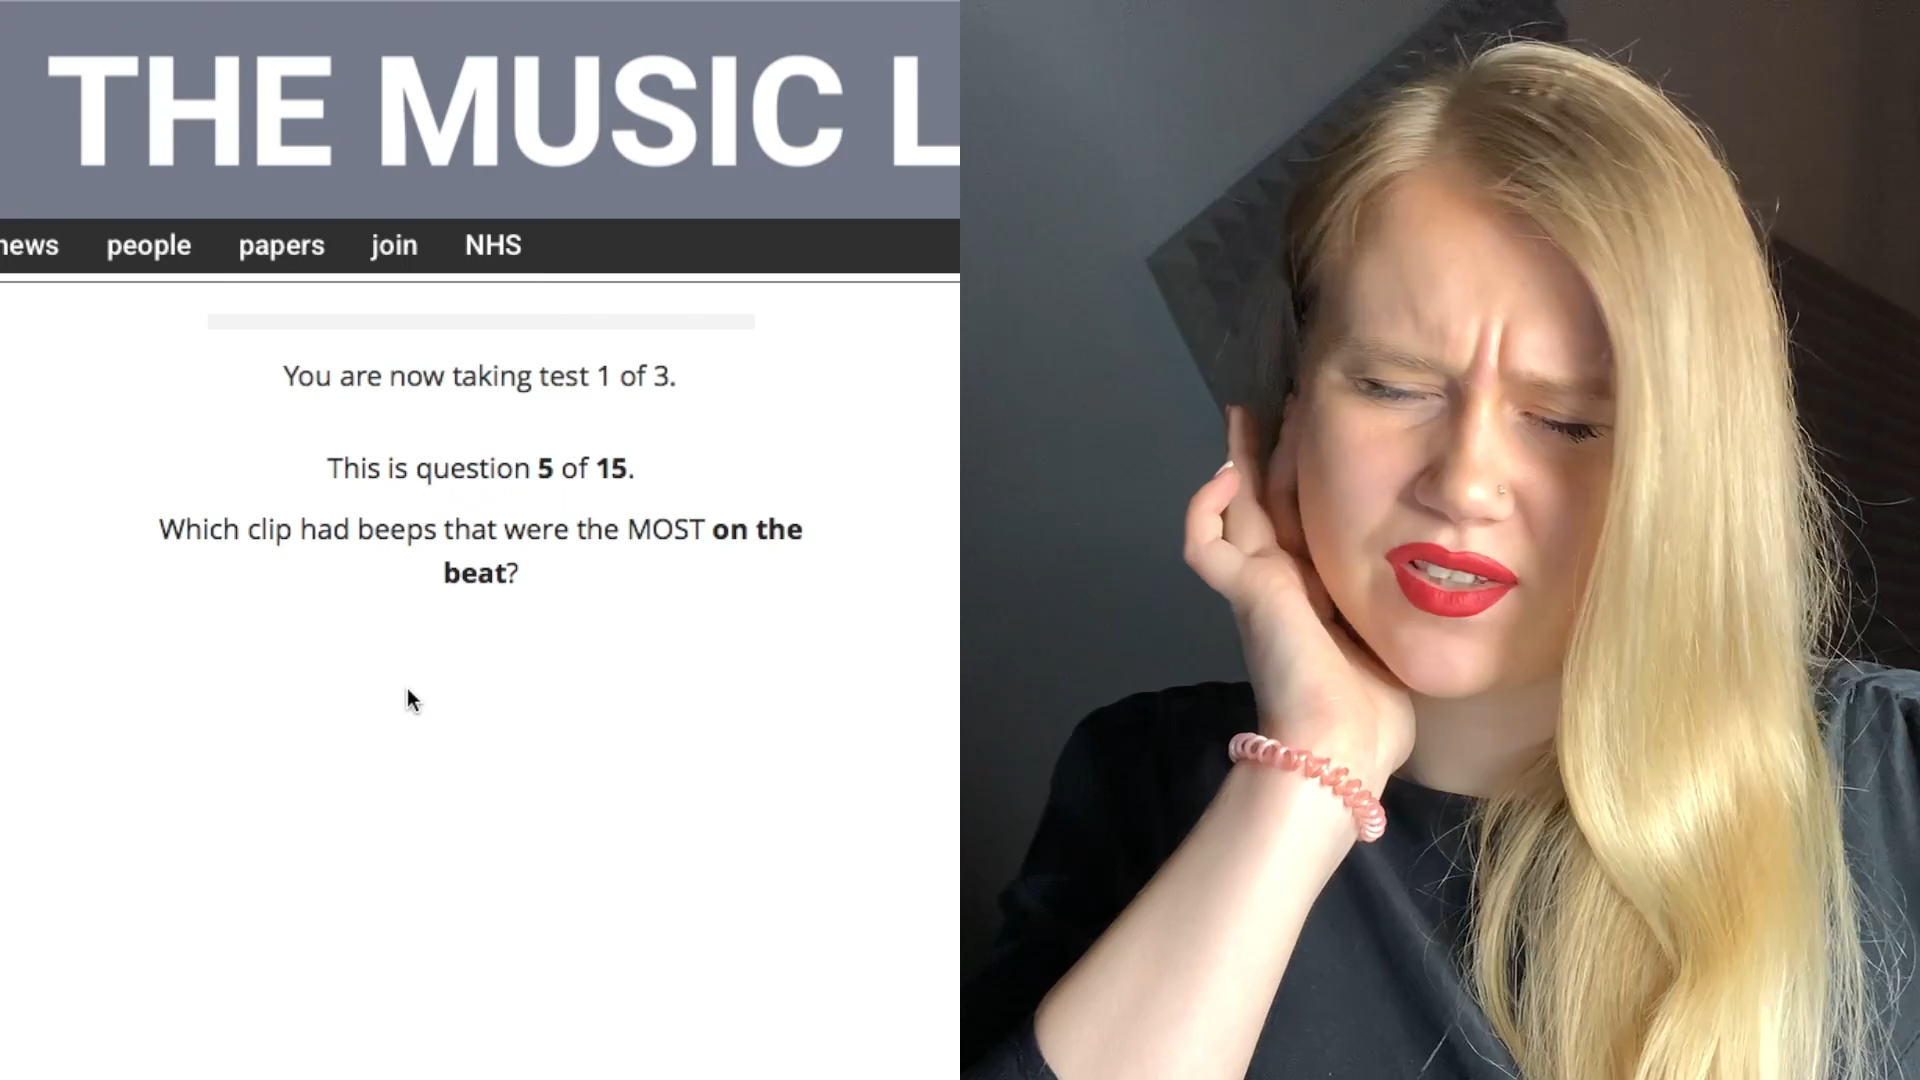 THE MUSIC L
news people papers join NHS
You are now taking test 1 of 3.
This is question 5 of 15.
Which clip had beeps that were the MOST on the
beat?